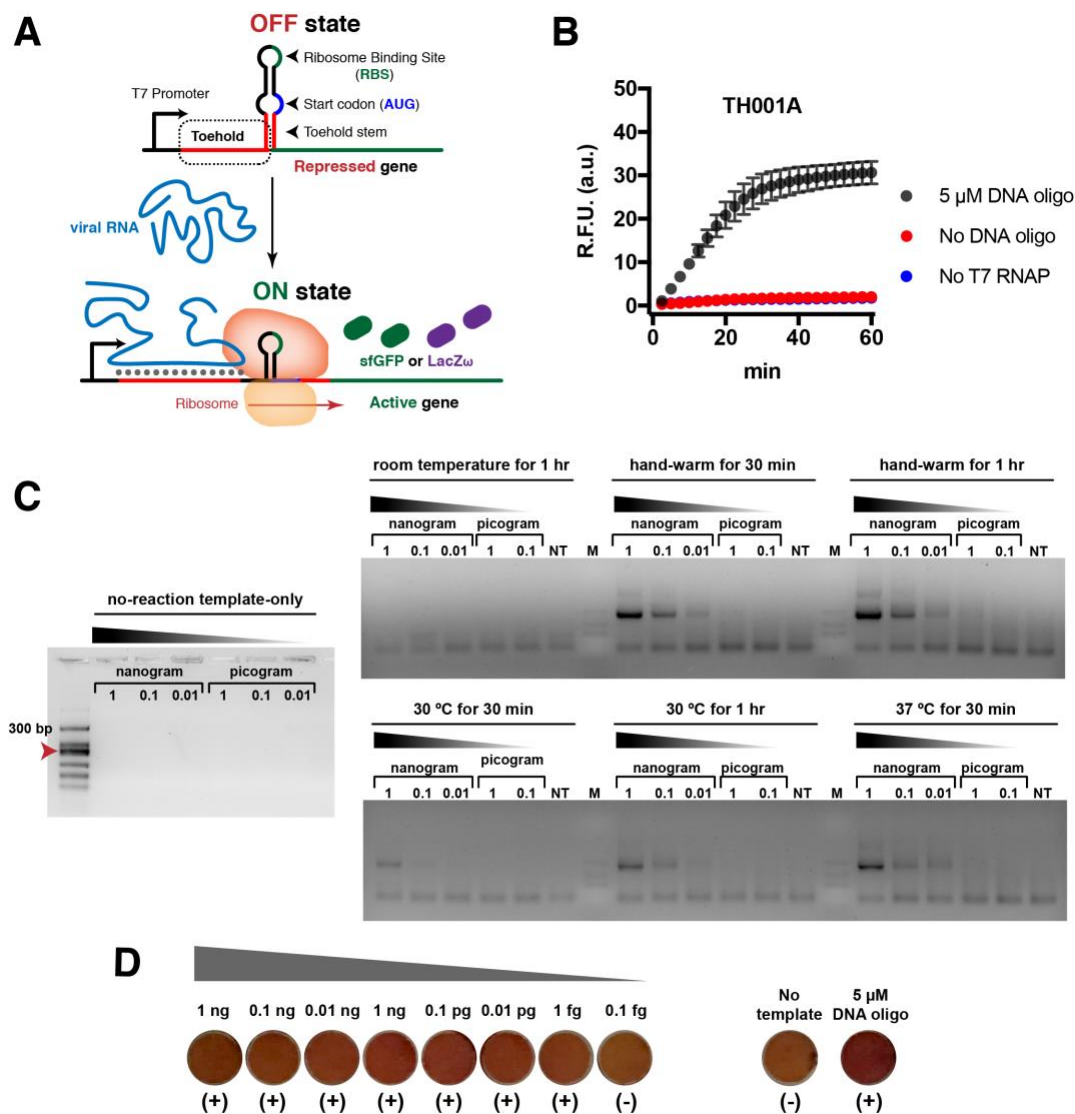 A
OFF state
Ribosome Binding Site
(RBS)
T7 Promoter
Start codon (AUG)
Toehold
Toehold stem
Repressed gene
viral RNA
ON state
sfGFP or LacZω
Ribosome
Active gene
B
TH001A
R.F.U. (a.u.)
50
40
30
20
10
0
0 20 40 60
min
5 µM DNA oligo
No DNA oligo
No T7 RNAP
C
no-reaction template-only
nanogram picogram
1 0.1 0.01 1 0.1 0.01
300 bp
room temperature for 1 hr hand-warm for 30 min hand-warm for 1 hr
nanogram picogram nanogram picogram nanogram picogram
1 0.1 0.01 1 0.1 NT M 1 0.1 0.01 1 0.1 NT M 1 0.1 0.01 1 0.1 NT
30 ºC for 30 min 30 ºC for 1 hr 37 ºC for 30 min
nanogram picogram nanogram picogram nanogram picogram
1 0.1 0.01 1 0.1 NT M 1 0.1 0.01 1 0.1 NT M 1 0.1 0.01 1 0.1 NT
D
1 ng 0.1 ng 0.01 ng 1 ng 0.1 pg 0.01 pg 1 fg 0.1 fg
No template
5 µM DNA oligo
(+) (+) (+) (+) (+) (+) (+) (-) (-) (+)